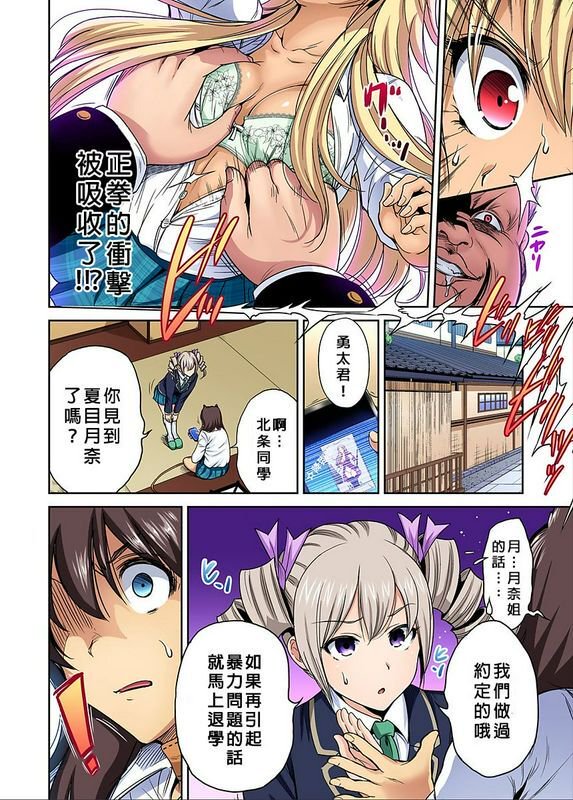 正拳的衝擊
被吸收了!!?
グッ
ニヤリ
ビリ
ビリ
勇太君！
啊…
北条同學
你見到
夏目月奈
了嗎？
月…月奈姐
的話……
我們做過
約定的哦
如果再引起
暴力問題的話
就馬上退學